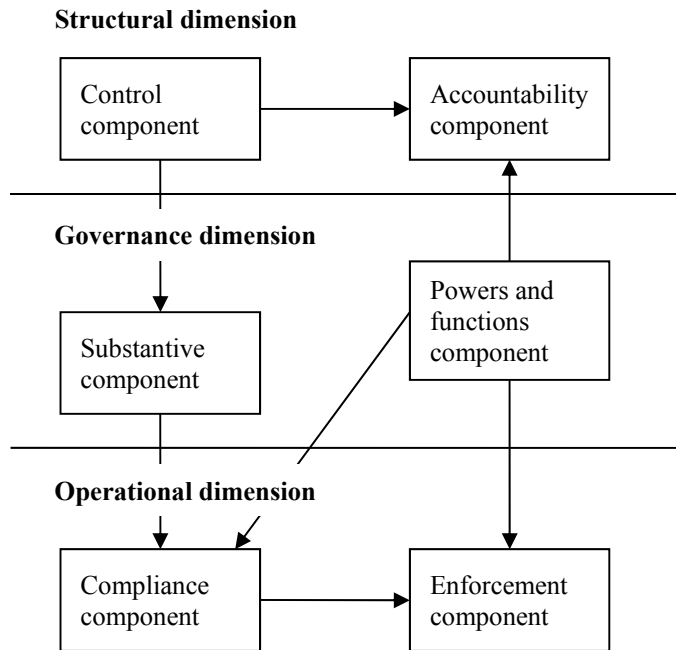 Structural dimension
Control
component
Accountability
component
Governance dimension
Powers and
functions
component
Substantive
component
Operational dimension
Compliance
component
Enforcement
component